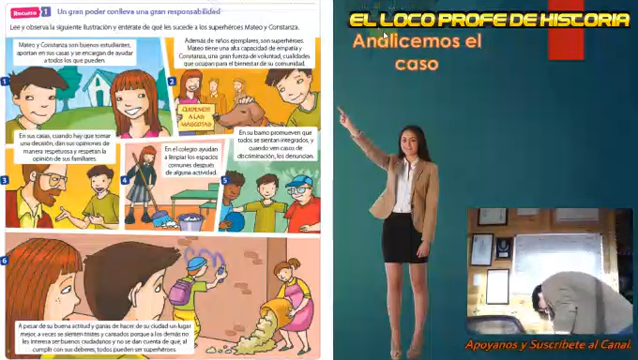 Recurso 1 Un gran poder conlleva una gran responsabilidad
Lee y observa la siguiente ilustración y entérate de qué les sucede a los superhéroes Mateo y Constanza.
1
Mateo y Constanza son buenos estudiantes,
aportan en sus casas y se encargan de ayudar
a todos los que pueden.
2
Además de niños ejemplares, son superhéroes.
Mateo tiene una alta capacidad de empatía y
Constanza, una gran fuerza de voluntad, cualidades
que ocupan para el bienestar de su comunidad.
CUIDEMOS
A LAS
MASCOTAS
3
En sus casas, cuando hay que tomar
una decisión, dan sus opiniones de
manera respetuosa y respetan la
opinión de sus familiares.
4
En el colegio ayudan
a limpiar los espacios
comunes después
de alguna actividad.
5
En su barrio promueven que
todos se sientan integrados, y
cuando ven casos de
discriminación, los denuncian.
6
A pesar de su buena actitud y ganas de hacer de su ciudad un lugar
mejor, a veces se sienten tristes y cansados porque a los demás no
les interesa ser buenos ciudadanos y no se dan cuenta de que, al
cumplir con sus deberes, todos pueden ser superhéroes.
EL LOCO PROFE DE HISTORIA
Analicemos el
caso
Apoyanos y Suscribete al Canal